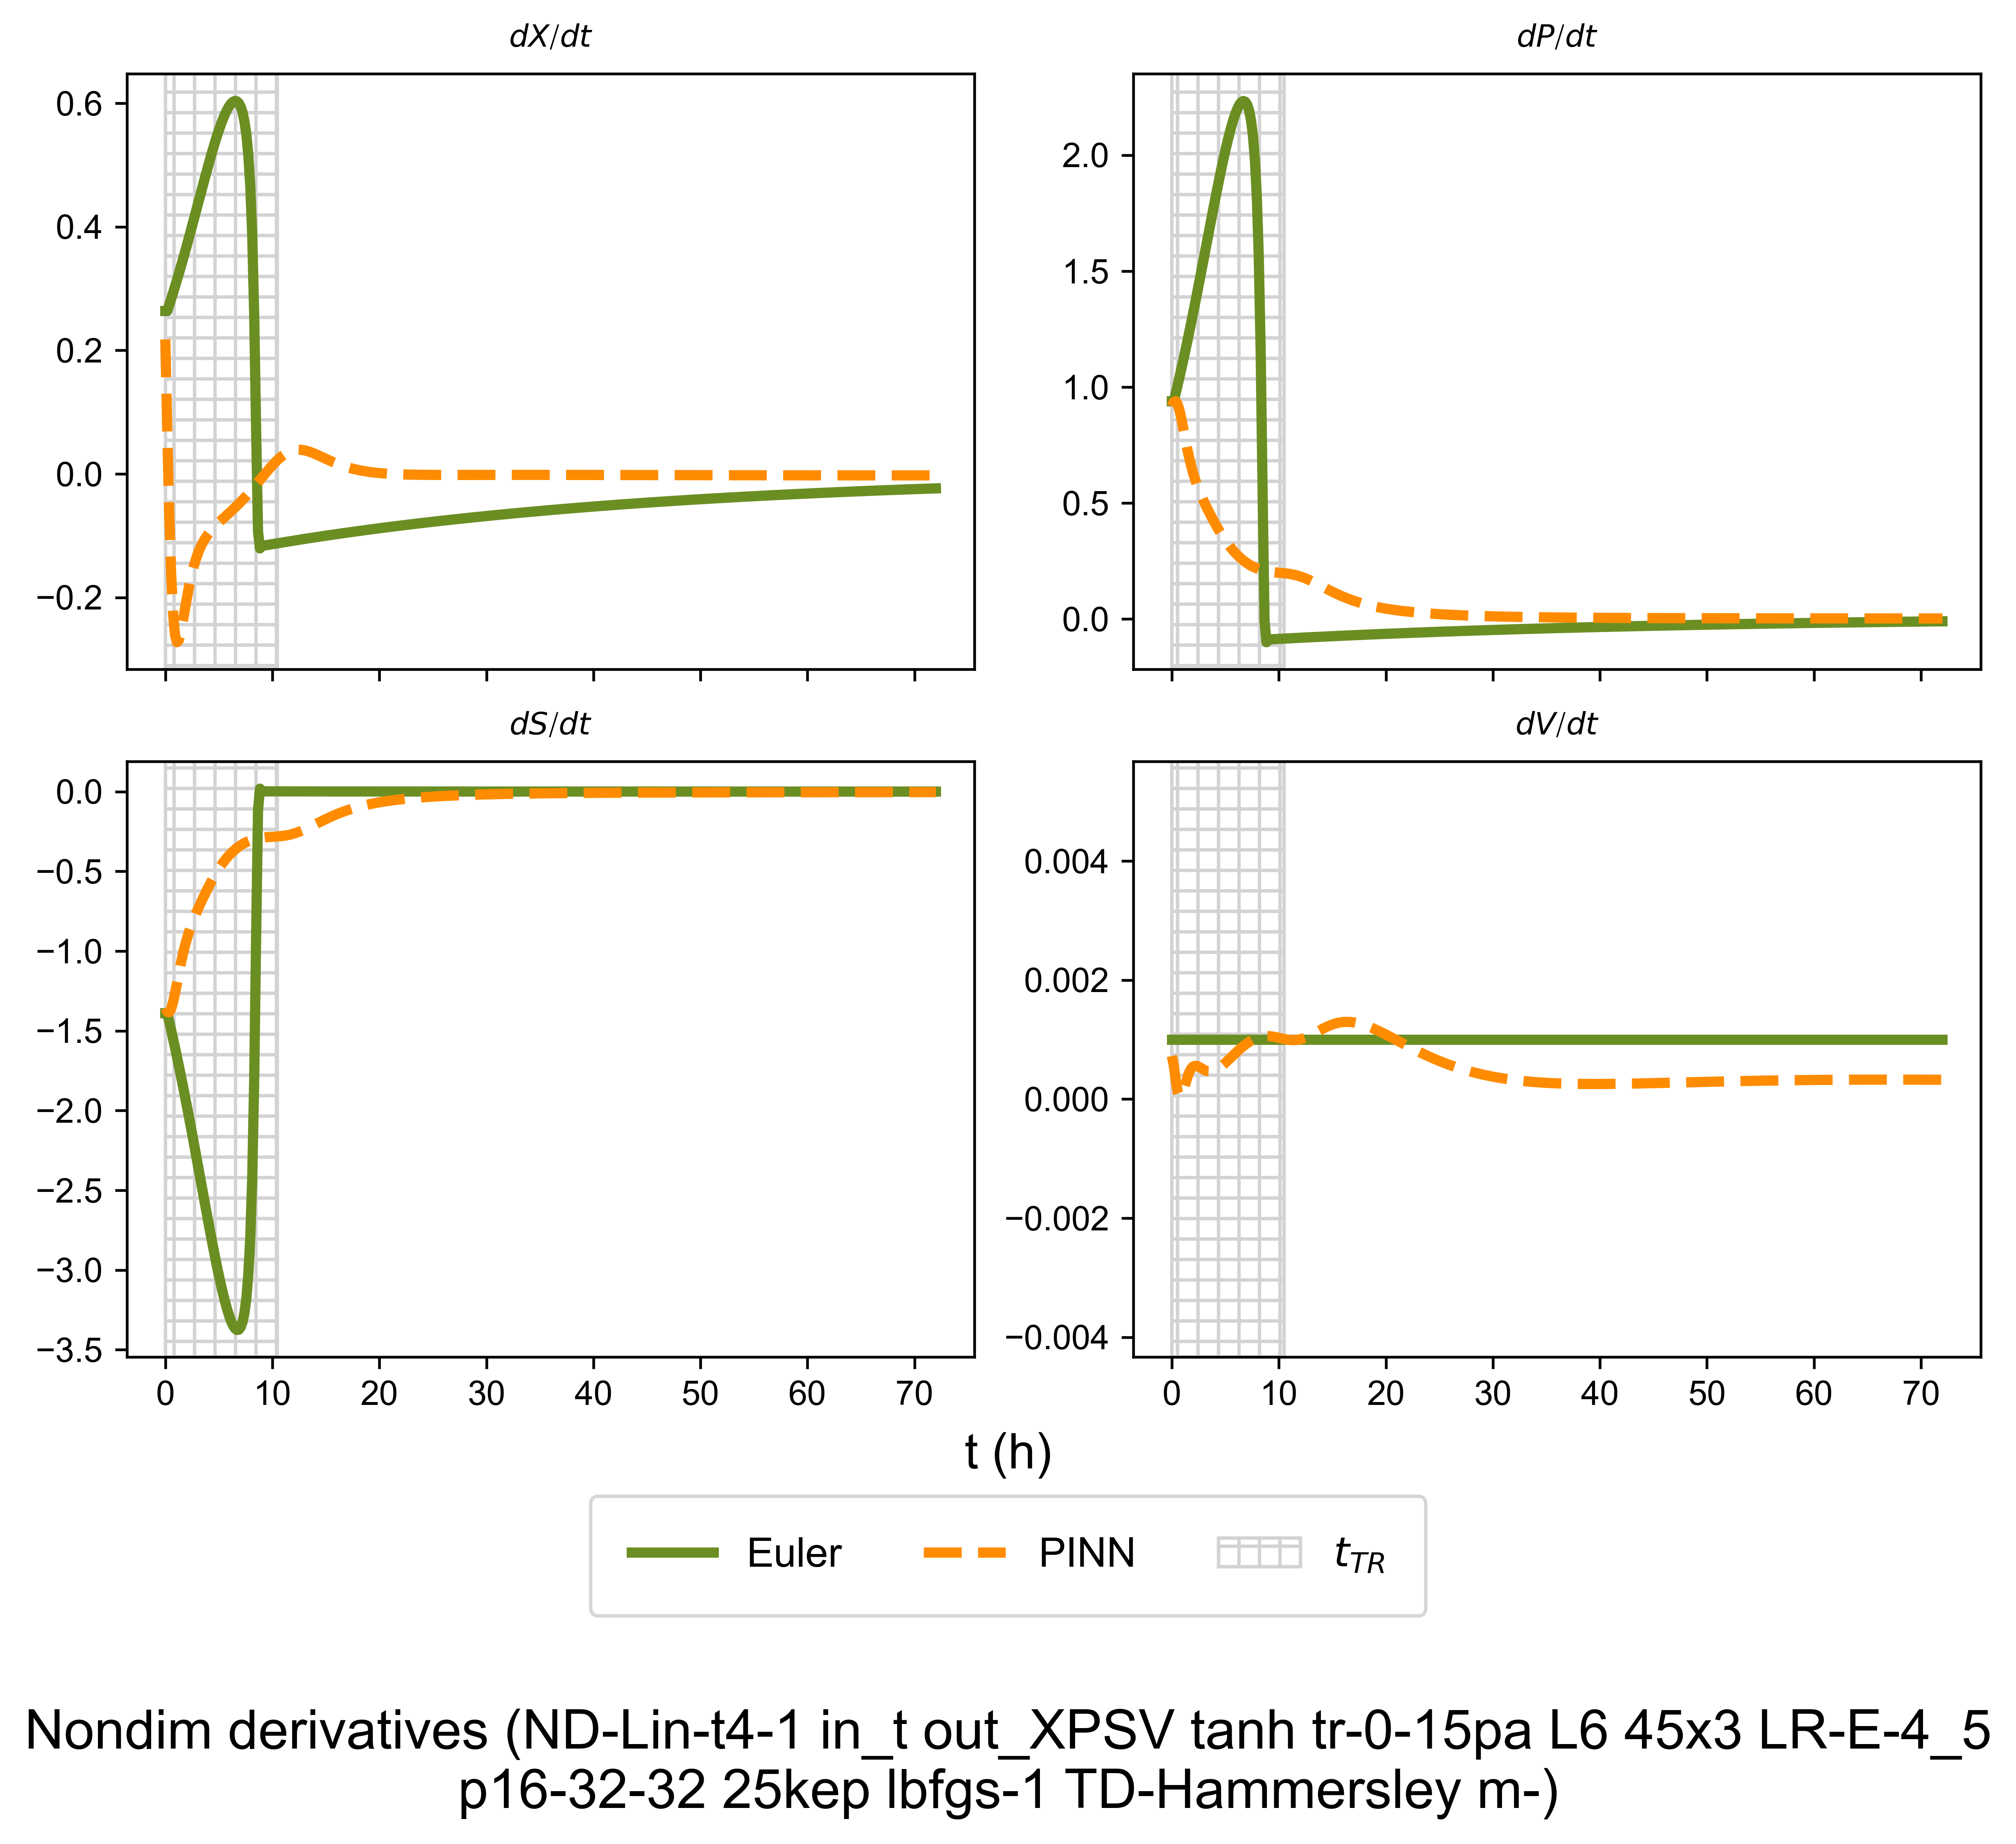 dX/dt
dP/dt
0.6
0.4
0.2
0.0
−0.2
2.0
1.5
1.0
0.5
0.0
dS/dt
dV/dt
0.0
−0.5
−1.0
−1.5
−2.0
−2.5
−3.0
−3.5
0 10 20 30 40 50 60 70
0.004
0.002
0.000
−0.002
−0.004
0 10 20 30 40 50 60 70
t (h)
Euler PINN t_TR
Nondim derivatives (ND-Lin-t4-1 in_t out_XPSV tanh tr-0-15pa L6 45x3 LR-E-4_5
p16-32-32 25kep lbfgs-1 TD-Hammersley m-)